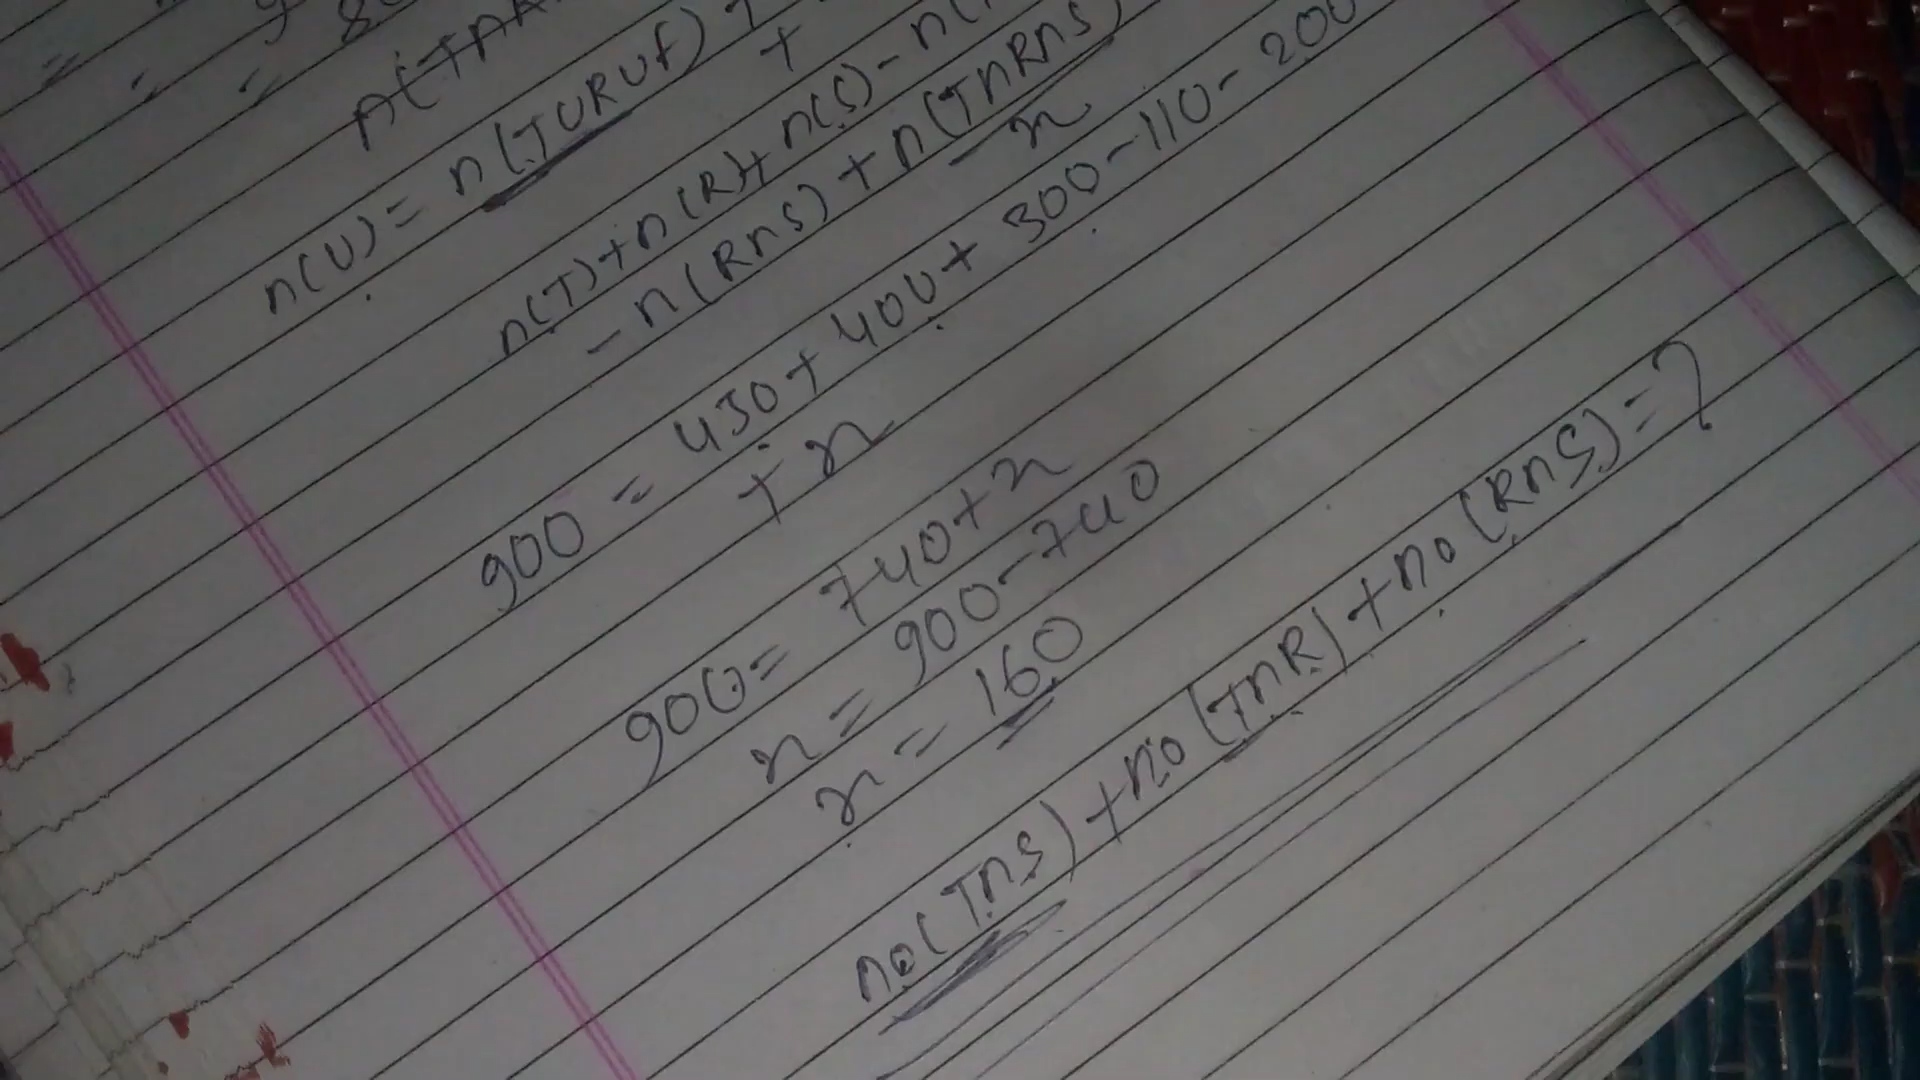 n(U) = n(TURUS) +
n(T)+n(R)+n(S)-n(
-n(RnS)+n(TnRnS)
x
900 = 450+400+300-110-200
+x
900= 740+x
x = 900-740
x = 160
no(TnS)+no(TnR)+no(RnS)=?